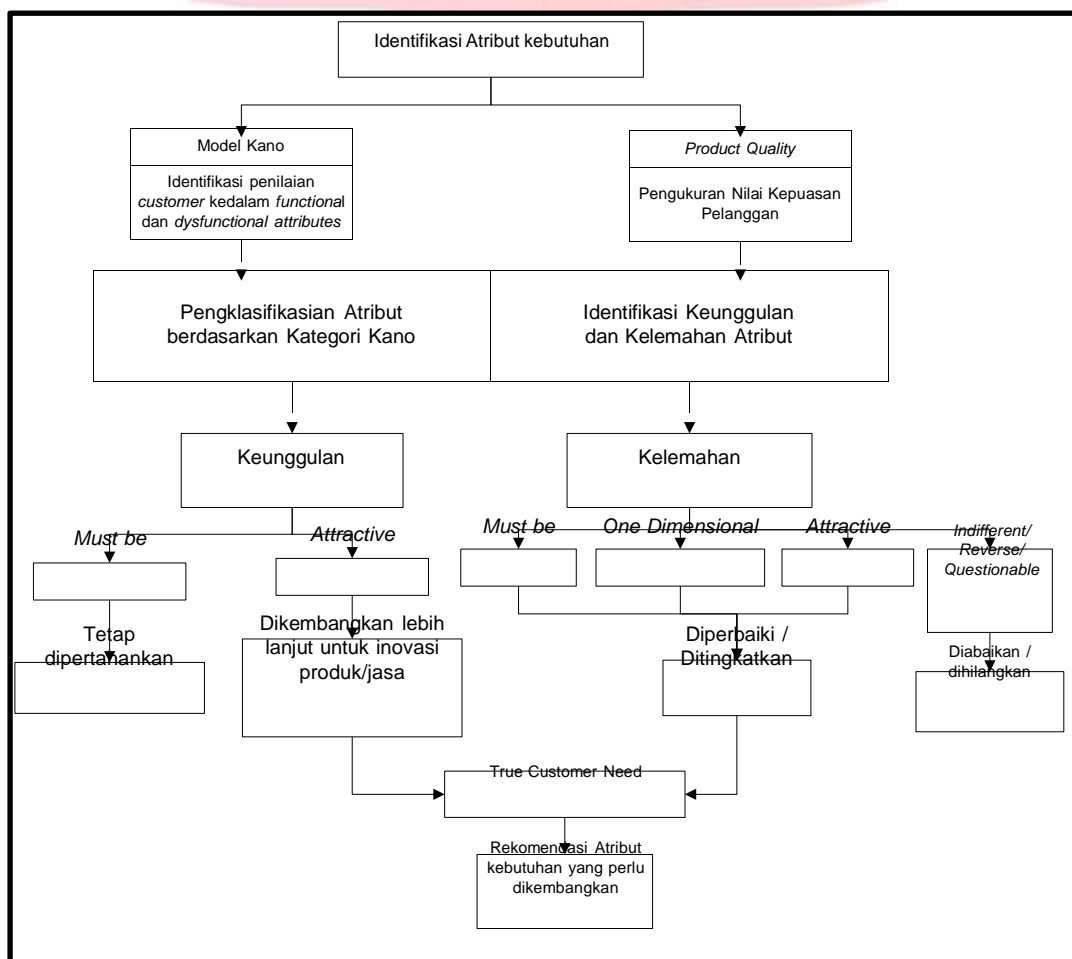 Identifikasi Atribut kebutuhan
Model Kano
Identifikasi penilaian
customer kedalam functional
dan dysfunctional attributes
Product Quality
Pengukuran Nilai Kepuasan
Pelanggan
Pengklasifikasian Atribut
berdasarkan Kategori Kano
Identifikasi Keunggulan
dan Kelemahan Atribut
Keunggulan
Kelemahan
Must be
Attractive
Must be
One Dimensional
Attractive
Indifferent/
Reverse/
Questionable
Tetap
dipertahankan
Dikembangkan lebih
lanjut untuk inovasi
produk/jasa
Diperbaiki /
Ditingkatkan
Diabaikan /
dihilangkan
True Customer Need
Rekomendasi Atribut
kebutuhan yang perlu
dikembangkan